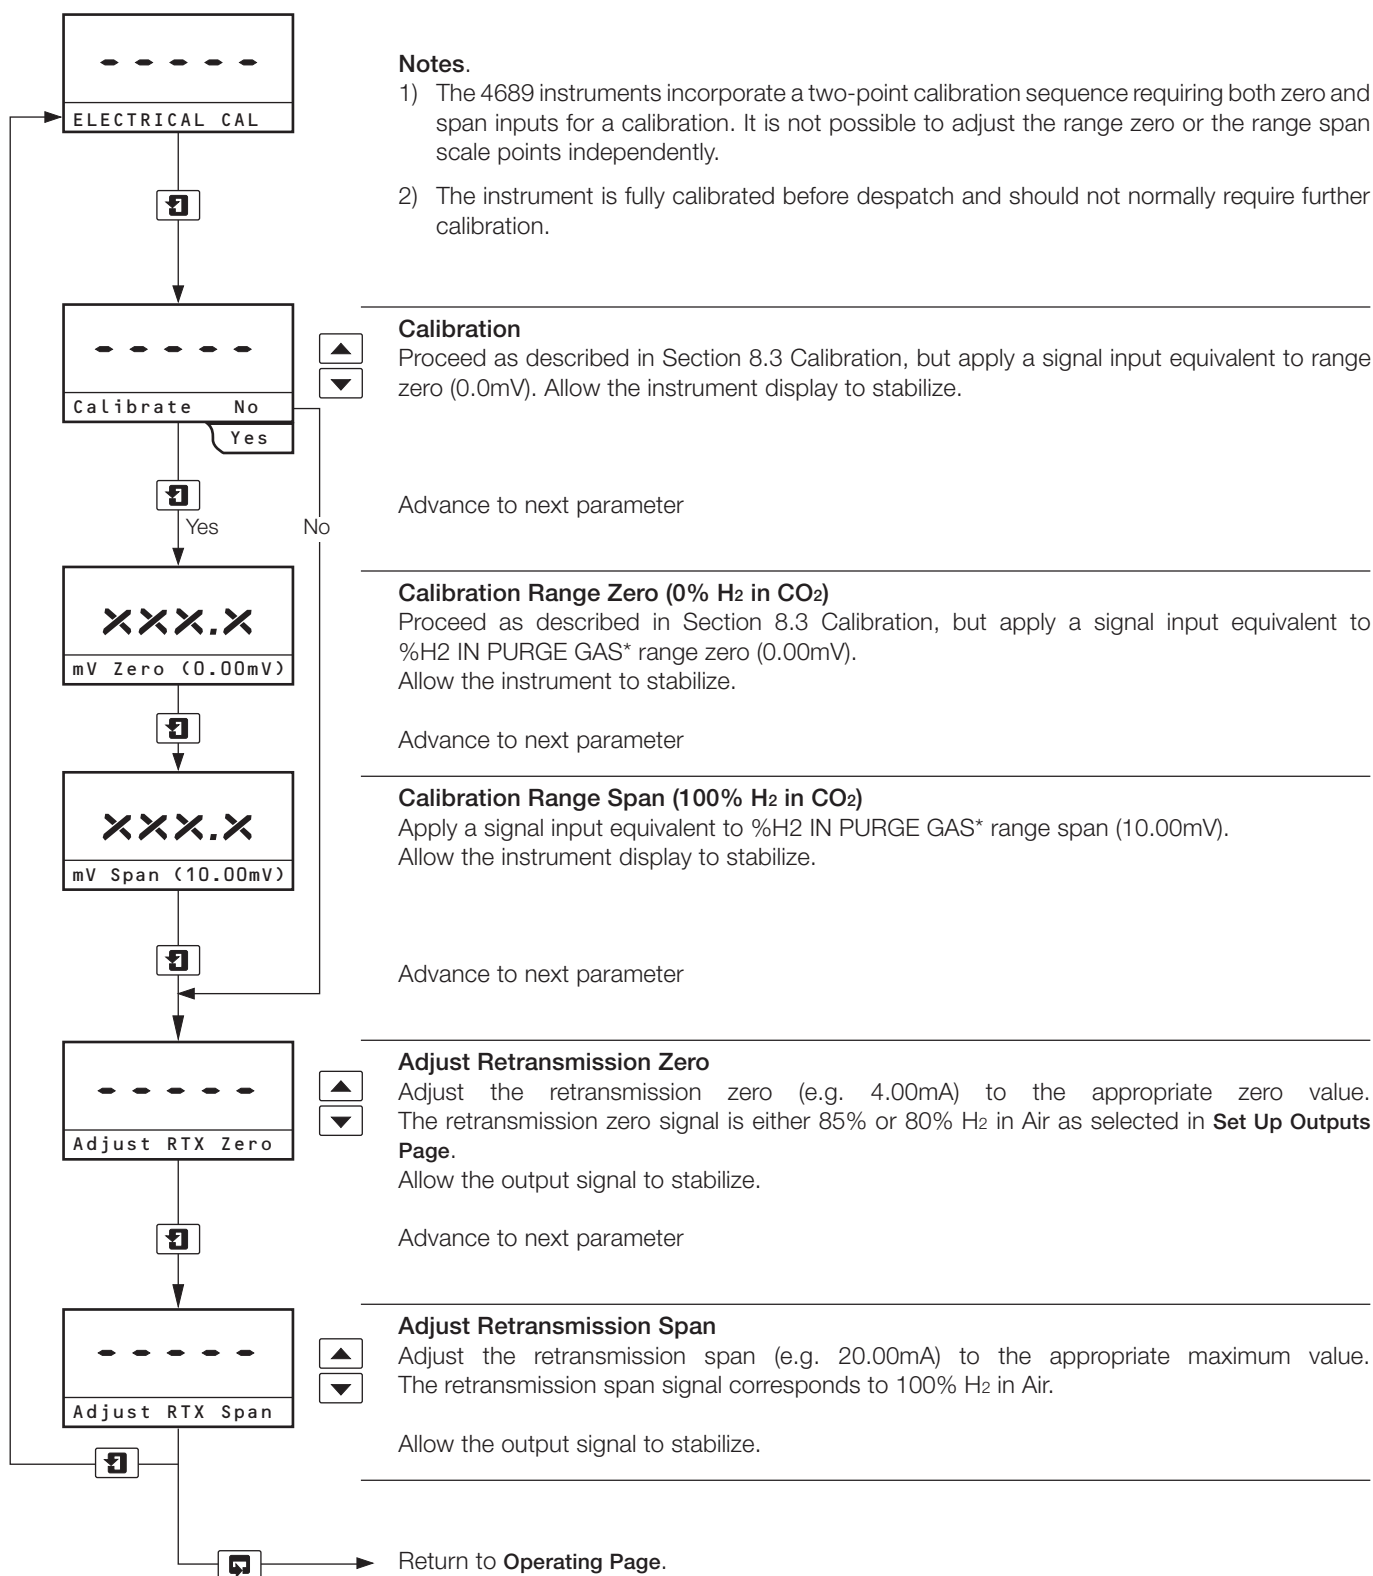 - - - - -
ELECTRICAL CAL
Notes.
1) The 4689 instruments incorporate a two-point calibration sequence requiring both zero and
span inputs for a calibration. It is not possible to adjust the range zero or the range span
scale points independently.
2) The instrument is fully calibrated before despatch and should not normally require further
calibration.
- - - - -
Calibrate No
Yes
Calibration
Proceed as described in Section 8.3 Calibration, but apply a signal input equivalent to range
zero (0.0mV). Allow the instrument display to stabilize.
Advance to next parameter
Yes
No
XXX.X
mV Zero (0.00mV)
Calibration Range Zero (0% H2 in CO2)
Proceed as described in Section 8.3 Calibration, but apply a signal input equivalent to
%H2 IN PURGE GAS* range zero (0.00mV).
Allow the instrument to stabilize.
Advance to next parameter
XXX.X
mV Span (10.00mV)
Calibration Range Span (100% H2 in CO2)
Apply a signal input equivalent to %H2 IN PURGE GAS* range span (10.00mV).
Allow the instrument display to stabilize.
Advance to next parameter
- - - - -
Adjust RTX Zero
Adjust Retransmission Zero
Adjust the retransmission zero (e.g. 4.00mA) to the appropriate zero value.
The retransmission zero signal is either 85% or 80% H2 in Air as selected in Set Up Outputs
Page.
Allow the output signal to stabilize.
Advance to next parameter
- - - - -
Adjust RTX Span
Adjust Retransmission Span
Adjust the retransmission span (e.g. 20.00mA) to the appropriate maximum value.
The retransmission span signal corresponds to 100% H2 in Air.
Allow the output signal to stabilize.
Return to Operating Page.